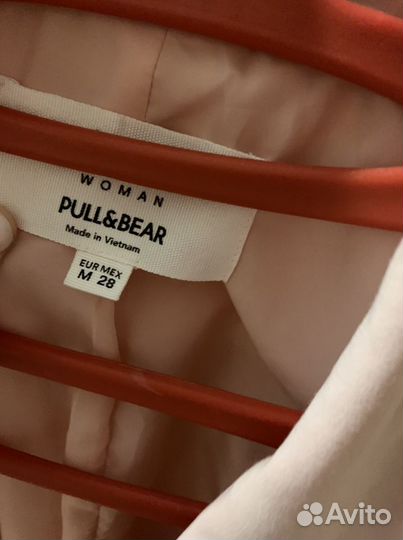 WOMAN
PULL&BEAR
Made in Vietnam
EUR MEX
M 28
Avito